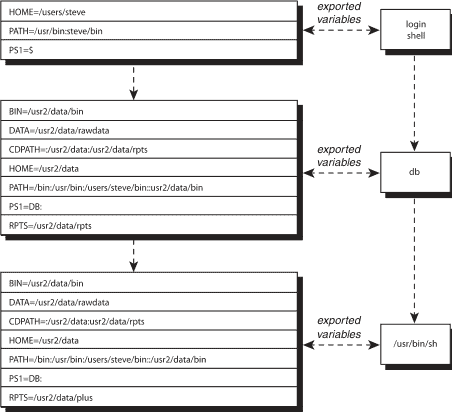 HOME=/users/steve
PATH=/usr/bin:steve/bin
PS1=$
exported
variables
login
shell
BIN=/usr2/data/bin
DATA=/usr2/data/rawdata
CDPATH=:/usr2/data:/usr2/data/rpts
HOME=/usr2/data
PATH=/bin:/usr/bin:/users/steve/bin::usr2/data/bin
PS1=DB:
RPTS=/usr2/data/rpts
exported
variables
db
BIN=/usr2/data/bin
DATA=/usr2/data/rawdata
CDPATH=:/usr2/data:usr2/data/rpts
HOME=/usr2/data
PATH=/bin:/usr/bin:/users/steve/bin::/usr2/data/bin
PS1=DB:
RPTS=/usr2/data/plus
exported
variables
/usr/bin/sh